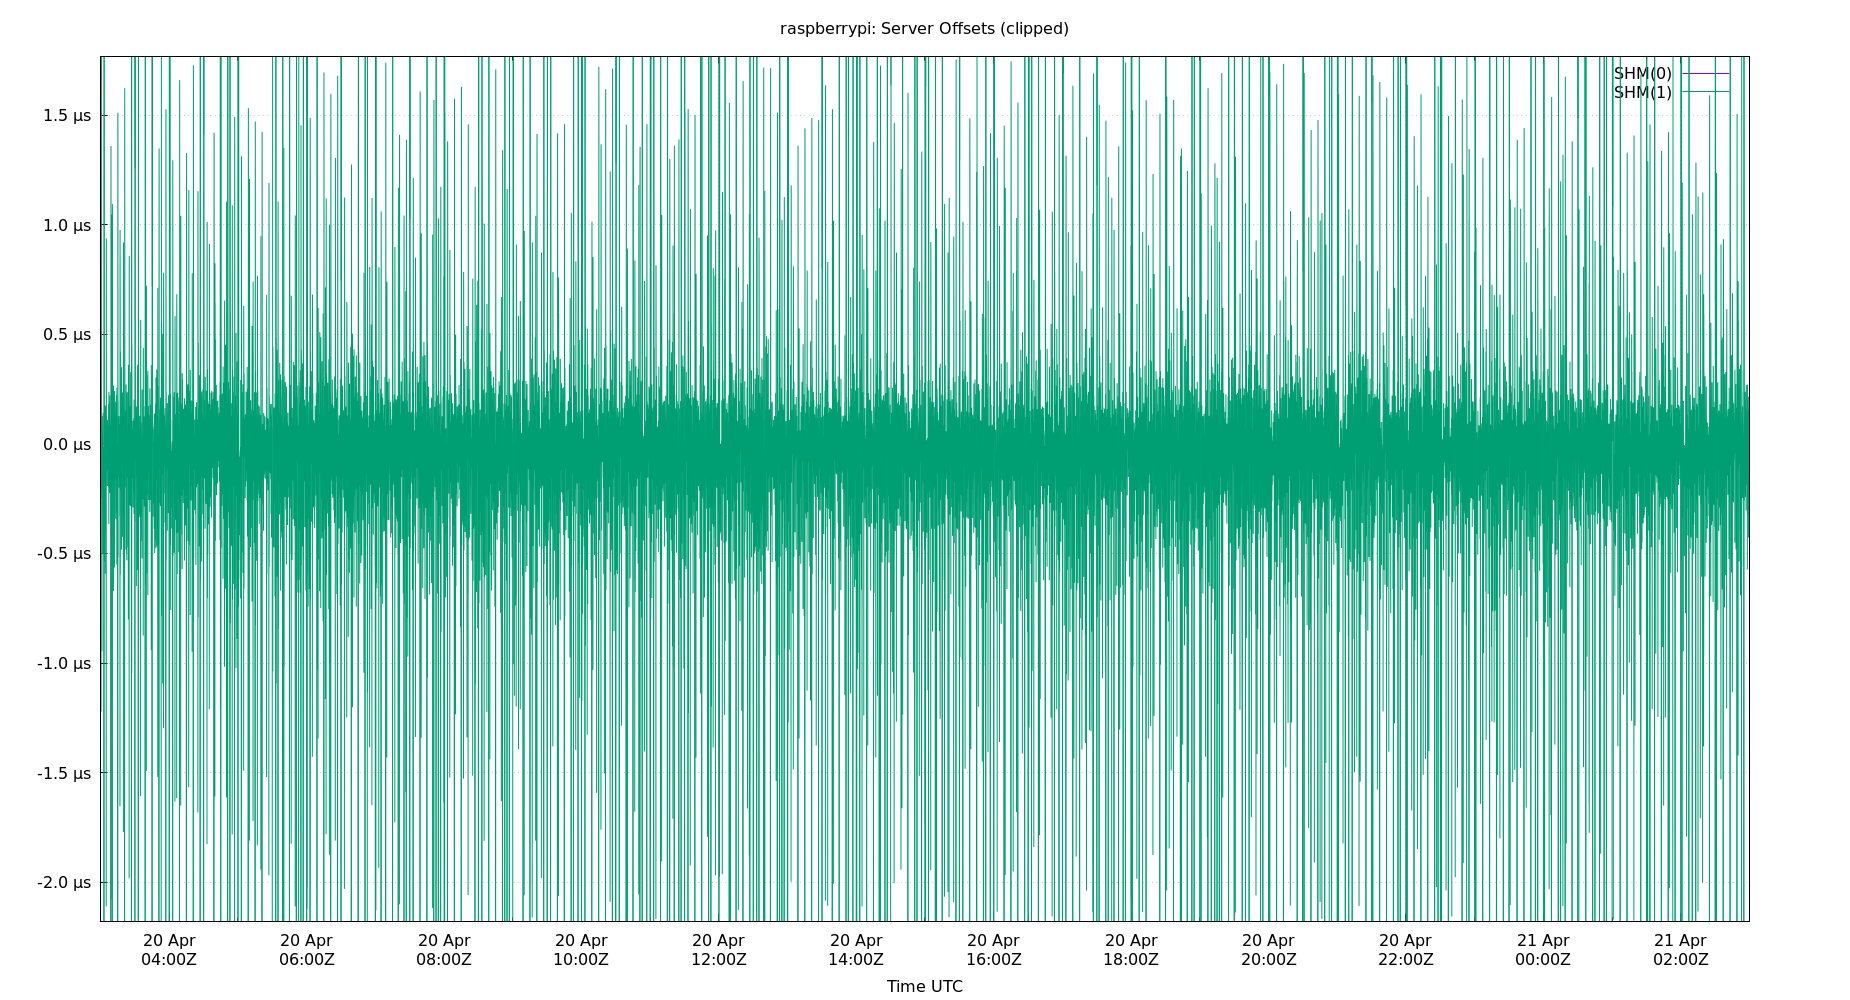 raspberrypi: Server Offsets (clipped)
SHM(0)
SHM(1)
1.5 µs
1.0 µs
0.5 µs
0.0 µs
-0.5 µs
-1.0 µs
-1.5 µs
-2.0 µs
20 Apr 20 Apr 20 Apr 20 Apr 20 Apr 20 Apr 20 Apr 20 Apr 20 Apr 20 Apr 21 Apr 21 Apr
04:00Z 06:00Z 08:00Z 10:00Z 12:00Z 14:00Z 16:00Z 18:00Z 20:00Z 22:00Z 00:00Z 02:00Z
Time UTC